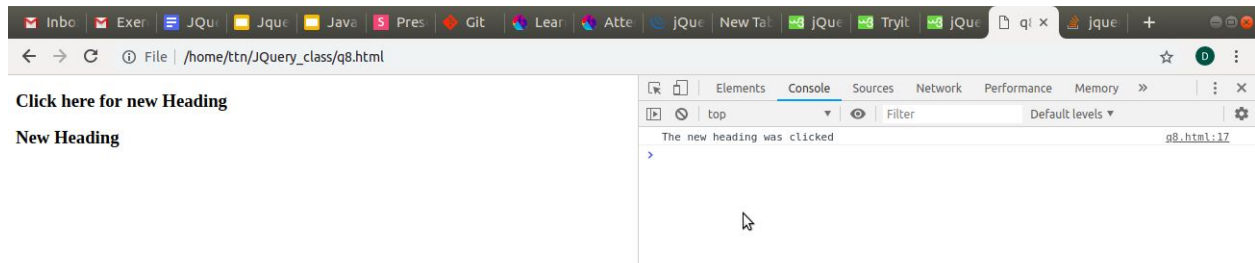 Inbo Exer JQu Jque Java S Pres Git Lear Atte jQue New Tab jQue Tryit jQue q8 × jque +
File /home/ttn/JQuery_class/q8.html D
Elements Console Sources Network Performance Memory » ×
top Filter Default levels ▼
The new heading was clicked q8.html:17
>
Click here for new Heading
New Heading